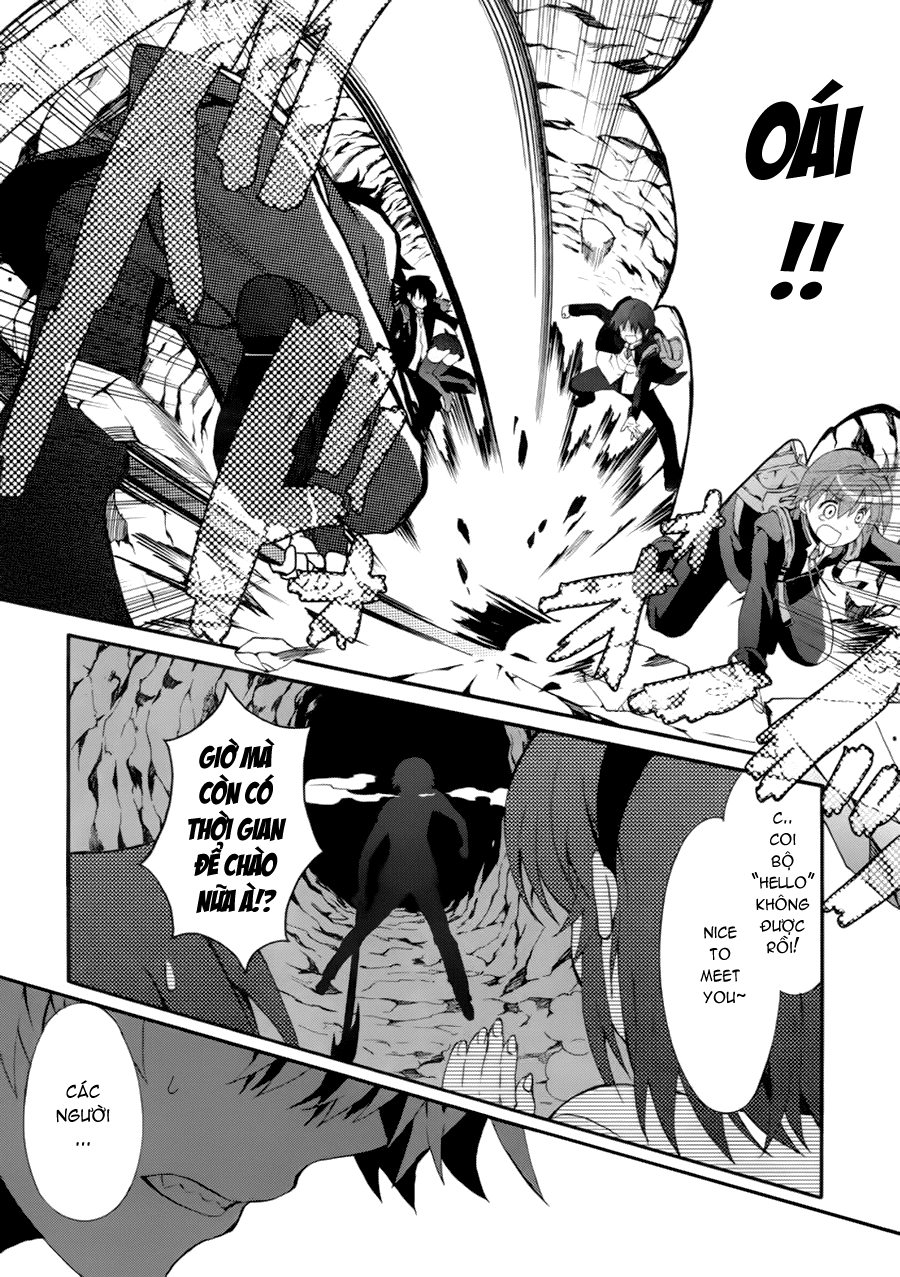 OÁI
!!
C..
COI
BỘ
"HELLO"
KHÔNG
ĐƯỢC
RỒI!
NICE
TO
MEET
YOU~
GIỜ MÀ
CÒN CÓ
THỜI GIAN
ĐỂ CHÀO
NỮA À!?
CÁC
NGƯỜI
...